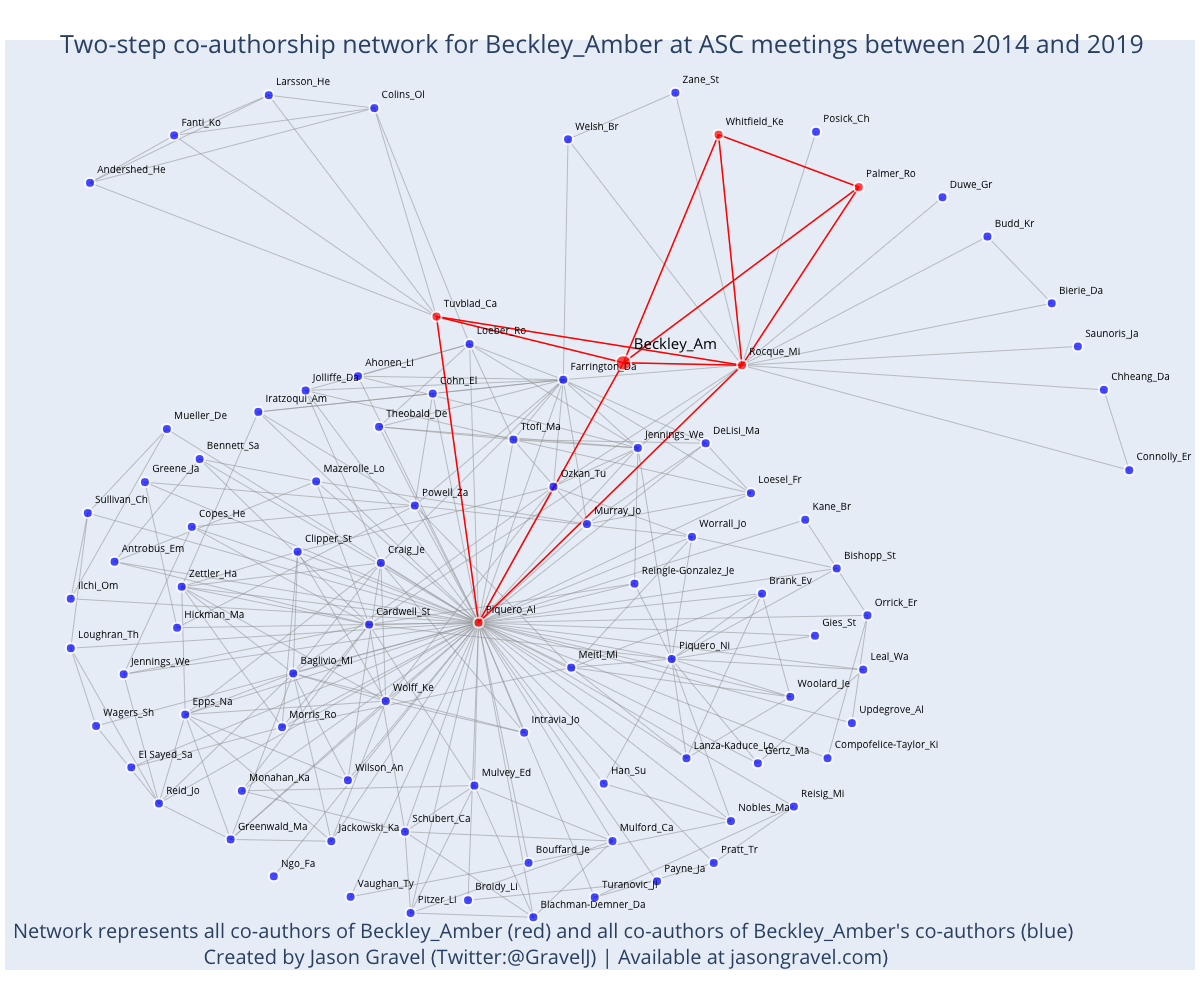 Two-step co-authorship network for Beckley_Amber at ASC meetings between 2014 and 2019
Larsson_He
Zane_St
Colins_Ol
Fanti_Ko
Welsh_Br
Whitfield_Ke
Posick_Ch
Andershed_He
Palmer_Ro
Duwe_Gr
Budd_Kr
Bierie_Da
Tuvblad_Ca
Loeber_Ro
Beckley_Am
Rocque_Mi
Saunoris_Ja
Ahonen_Li
Farrington_Da
Jolliffe_Da
Cohn_El
Chheang_Da
Iratzoqui_Am
Mueller_De
Theobald_De
Ttofi_Ma
Jennings_We
DeLisi_Ma
Bennett_Sa
Connolly_Er
Greene_Ja
Mazerolle_Lo
Ozkan_Tu
Loesel_Fr
Sullivan_Ch
Powell_Za
Copes_He
Murray_Jo
Kane_Br
Worrall_Jo
Antrobus_Em
Clipper_St
Craig_Je
Bishopp_St
Zettler_Ha
Ilchi_Om
Reingle-Gonzalez_Je
Brank_Ev
Hickman_Ma
Cardwell_St
Piquero_Al
Orrick_Er
Loughran_Th
Gies_St
Jennings_We
Baglivio_Mi
Meitl_Mi
Piquero_Ni
Leal_Wa
Wolff_Ke
Woolard_Je
Wagers_Sh
Epps_Na
Morris_Ro
Intravia_Jo
Updegrove_Al
El Sayed_Sa
Lanza-Kaduce_Lo
Gertz_Ma
Compofelice-Taylor_Ki
Reid_Jo
Monahan_Ka
Wilson_An
Mulvey_Ed
Han_Su
Reisig_Mi
Greenwald_Ma
Jackowski_Ka
Schubert_Ca
Mulford_Ca
Nobles_Ma
Ngo_Fa
Bouffard_Je
Pratt_Tr
Vaughan_Ty
Pitzer_Li
Broidy_Li
Blachman-Demner_Da
Turanovic_Ji
Payne_Ja
Network represents all co-authors of Beckley_Amber (red) and all co-authors of Beckley_Amber's co-authors (blue)
Created by Jason Gravel (Twitter:@GravelJ) | Available at jasongravel.com)